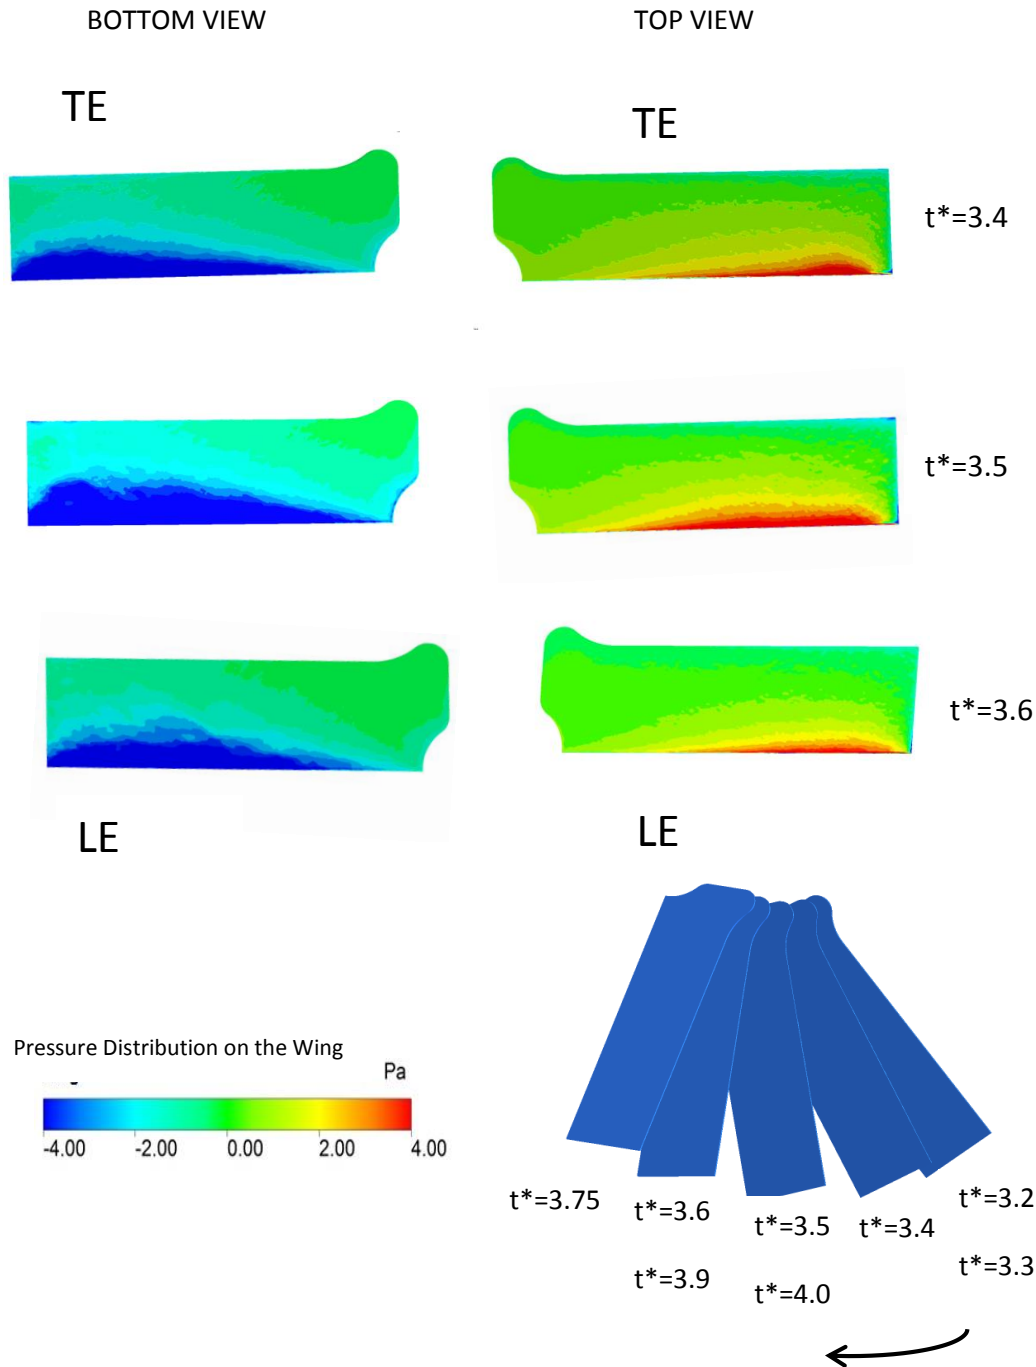 BOTTOM VIEW
TOP VIEW
TE
TE
t*=3.4
t*=3.5
t*=3.6
LE
LE
Pressure Distribution on the Wing
Pa
-4.00 -2.00 0.00 2.00 4.00
t*=3.75
t*=3.6
t*=3.5
t*=3.4
t*=3.2
t*=3.9
t*=4.0
t*=3.3